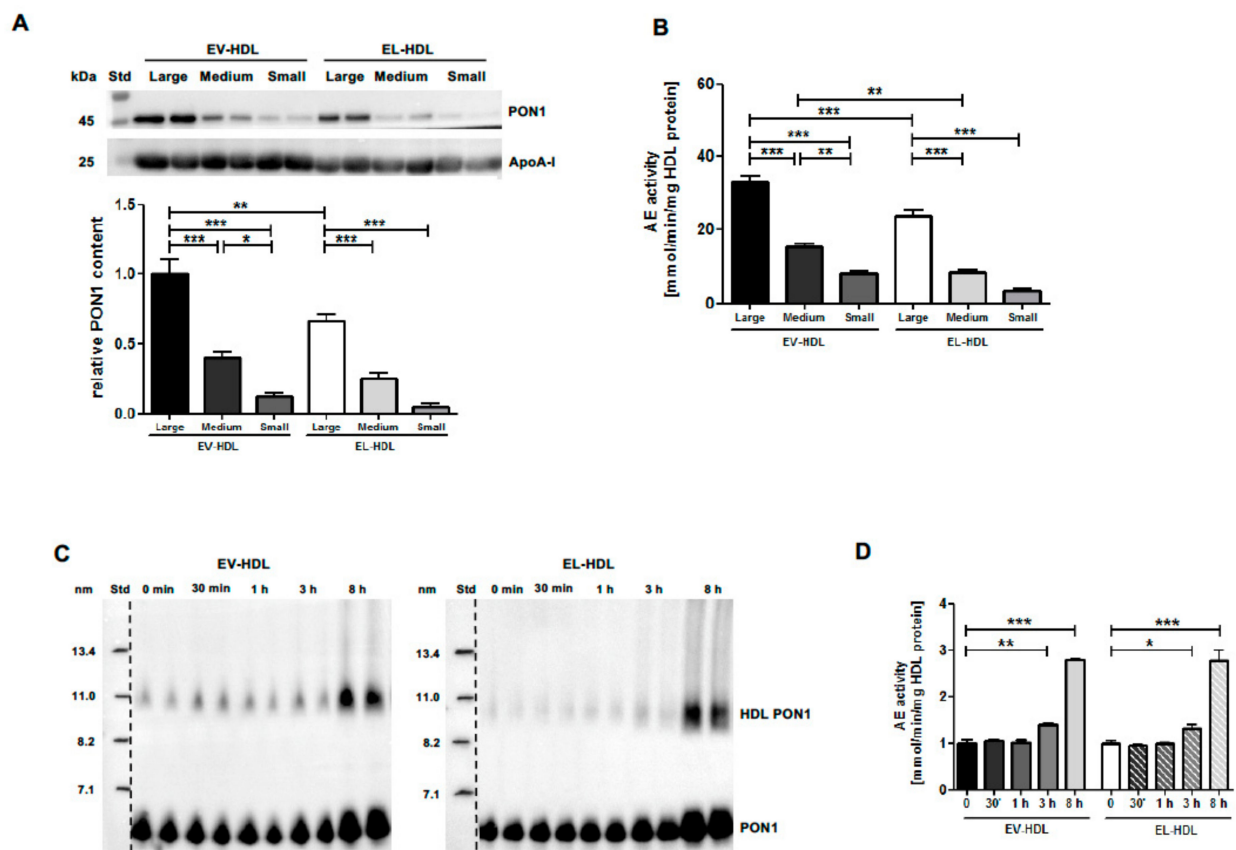 A
EV-HDL EL-HDL
kDa Std Large Medium Small Large Medium Small
45 PON1
25 ApoA-I
relative PON1 content
1.5
1.0
0.5
0.0
**
*** ***
*** * ***
Large Medium Small Large Medium Small
EV-HDL EL-HDL
B
AE activity
[mmol/min/mg HDL protein]
60
40
20
0
**
***
*** ***
*** ** ***
Large Medium Small Large Medium Small
EV-HDL EL-HDL
C
EV-HDL EL-HDL
nm Std 0 min 30 min 1 h 3 h 8 h nm Std 0 min 30 min 1 h 3 h 8 h
13.4 13.4
11.0 11.0 HDL PON1
8.2 8.2
7.1 7.1
PON1
D
AE activity
[mmol/min/mg HDL protein]
4
3
2
1
0
*** ***
** *
0 30' 1 h 3 h 8 h 0 30' 1 h 3 h 8 h
EV-HDL EL-HDL